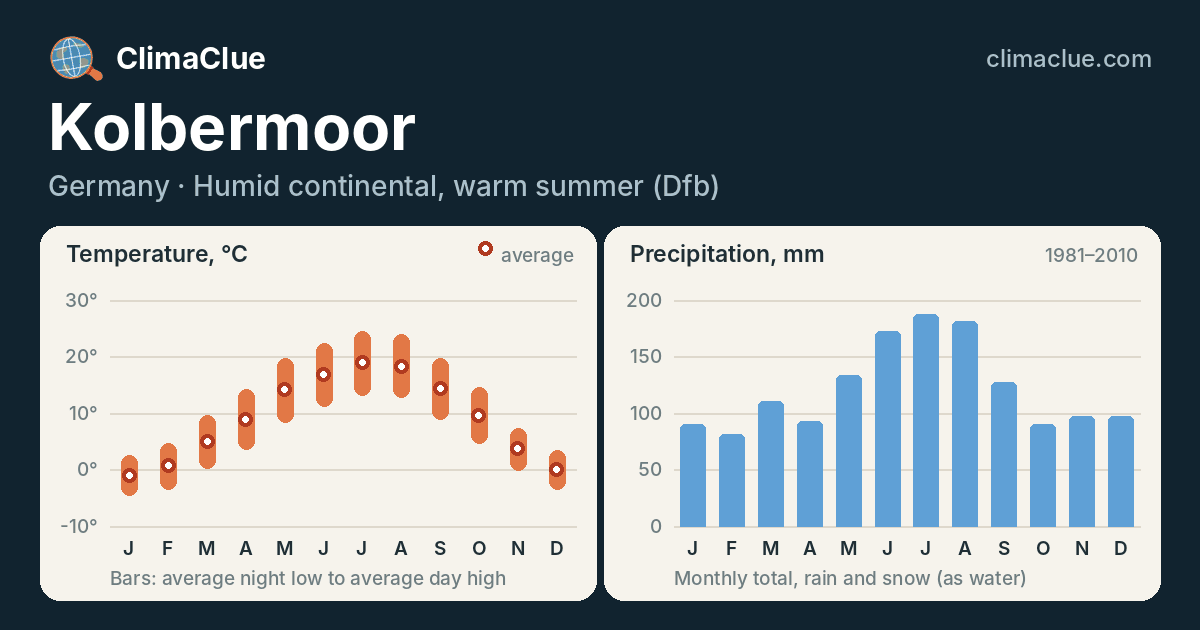 ClimaClue
climaclue.com
Kolbermoor
Germany · Humid continental, warm summer (Dfb)
Temperature, °C
average
30°
20°
10°
0°
-10°
J F M A M J J A S O N D
Bars: average night low to average day high
Precipitation, mm
1981–2010
200
150
100
50
0
J F M A M J J A S O N D
Monthly total, rain and snow (as water)